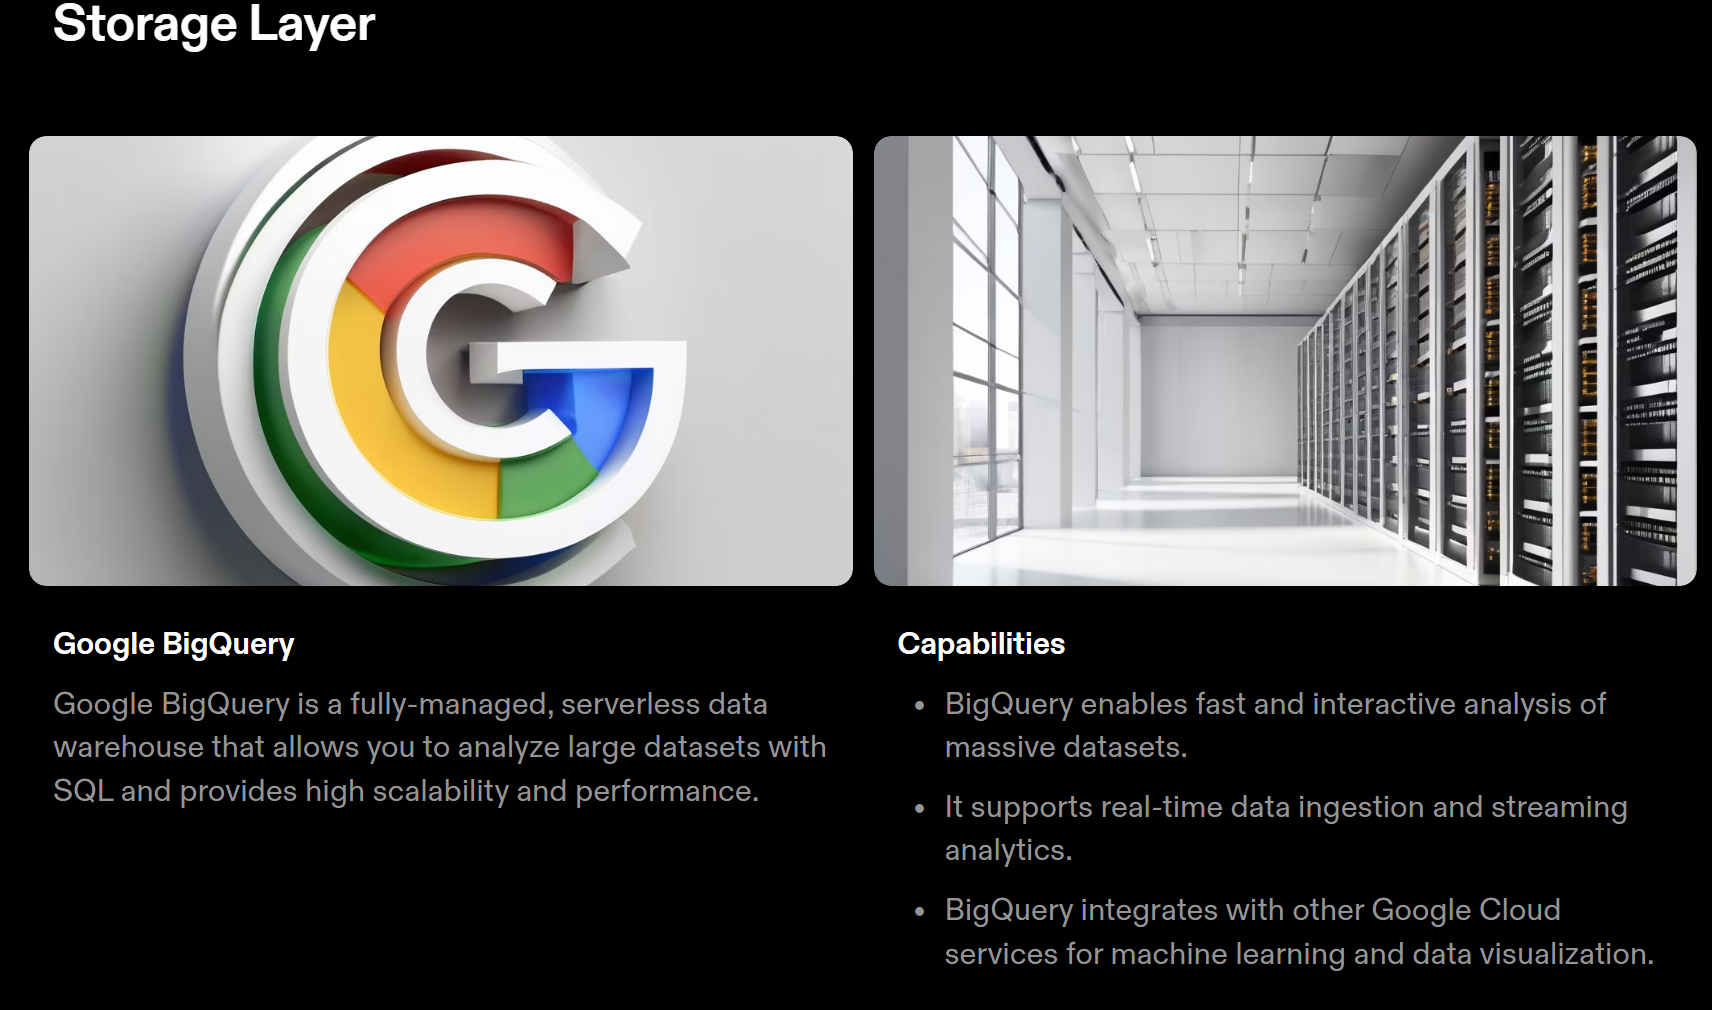 Storage Layer
Google BigQuery
Google BigQuery is a fully-managed, serverless data
warehouse that allows you to analyze large datasets with
SQL and provides high scalability and performance.
Capabilities
• BigQuery enables fast and interactive analysis of
massive datasets.
• It supports real-time data ingestion and streaming
analytics.
• BigQuery integrates with other Google Cloud
services for machine learning and data visualization.